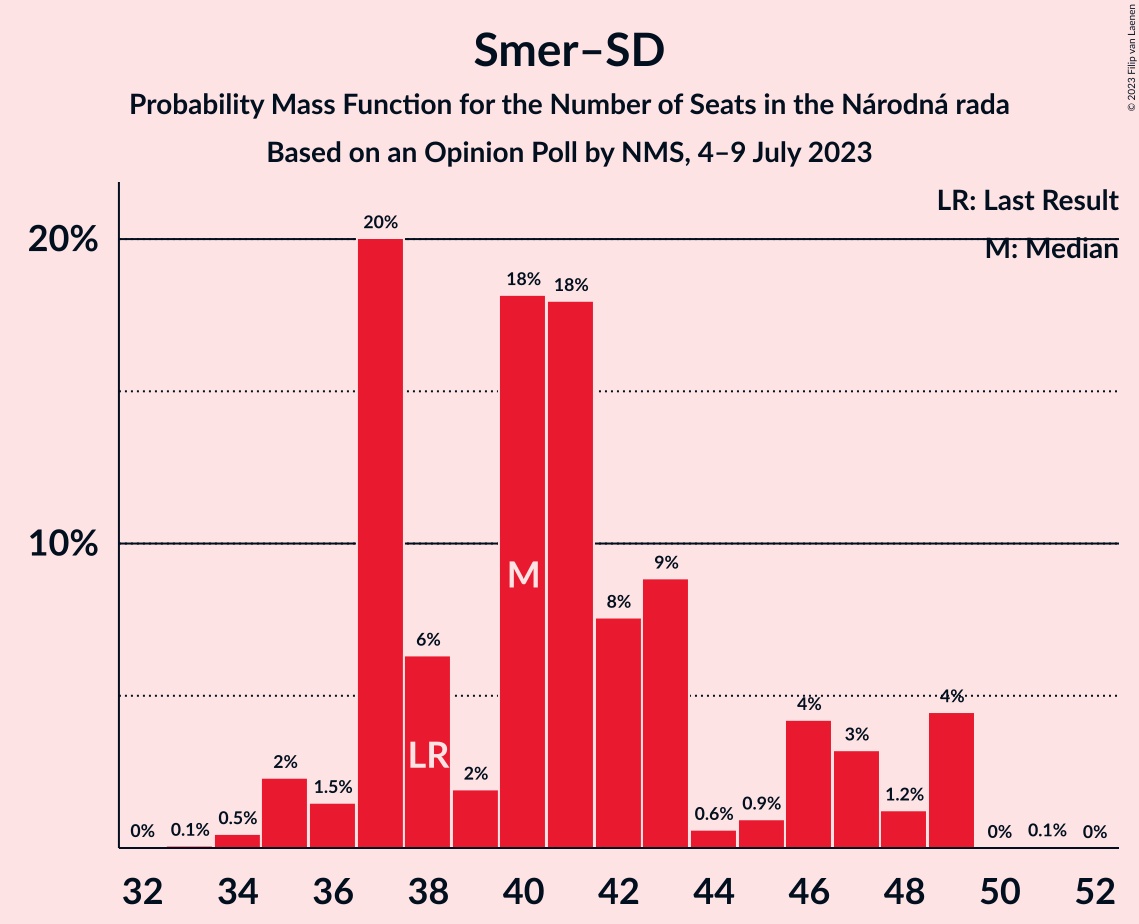 Smer–SD
Probability Mass Function for the Number of Seats in the Národná rada
Based on an Opinion Poll by NMS, 4–9 July 2023
© 2023 Filip van Laenen
LR: Last Result
M: Median
20%
10%
0%
0.1%
0.5%
2%
1.5%
20%
6%
2%
18%
18%
8%
9%
0.6%
0.9%
4%
3%
1.2%
4%
0%
0.1%
0%
LR
M
32 34 36 38 40 42 44 46 48 50 52